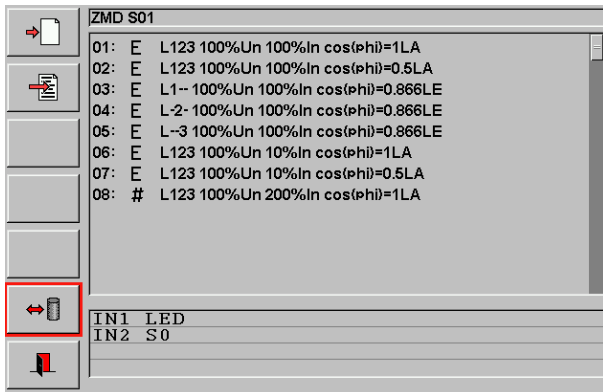 ZMD S01
01: E L123 100%Un 100%In cos(phi)=1LA
02: E L123 100%Un 100%In cos(phi)=0.5LA
03: E L1-- 100%Un 100%In cos(phi)=0.866LE
04: E L-2- 100%Un 100%In cos(phi)=0.866LE
05: E L--3 100%Un 100%In cos(phi)=0.866LE
06: E L123 100%Un 10%In cos(phi)=1LA
07: E L123 100%Un 10%In cos(phi)=0.5LA
08: # L123 100%Un 200%In cos(phi)=1LA
IN1 LED
IN2 S0